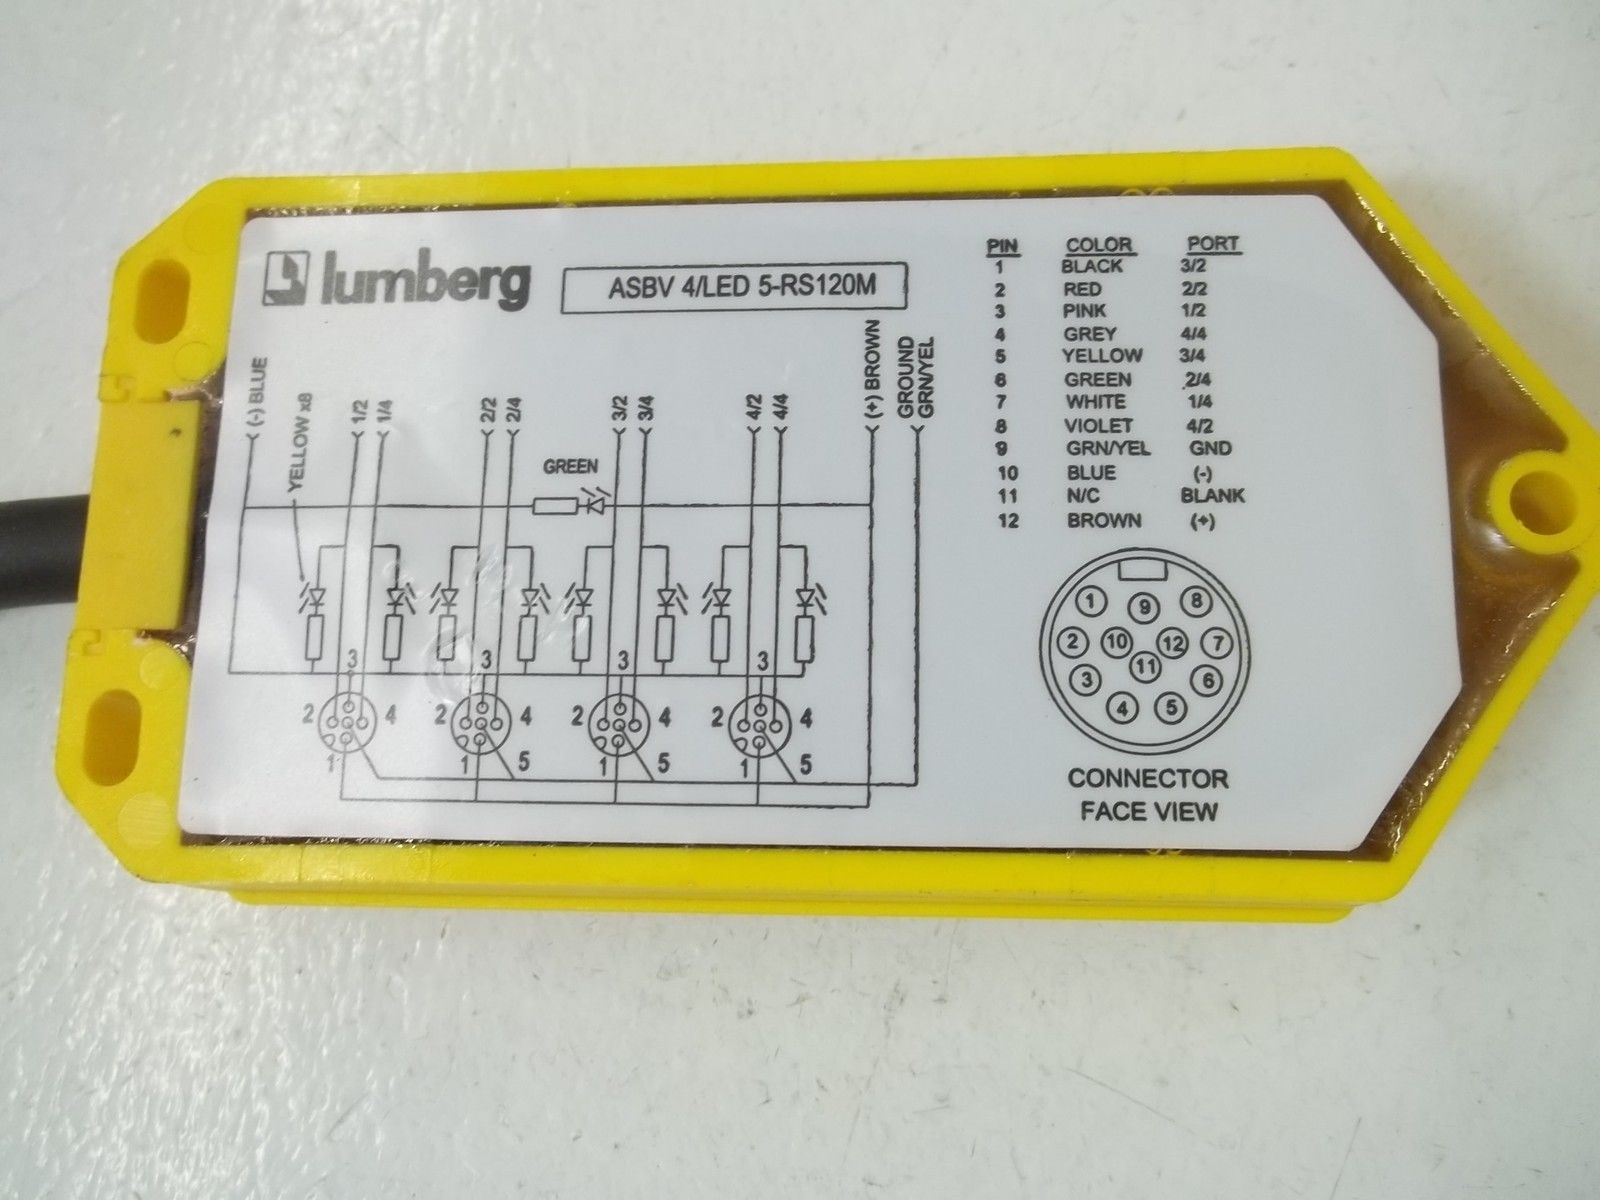 lumberg
ASBV 4/LED 5-RS120M
(-) BLUE
YELLOW x8
1/2
1/4
2/2
2/4
GREEN
3/2
3/4
4/2
4/4
(+) BROWN
GROUND
GRN/YEL
3
3
3
3
2
4
2
4
2
4
2
4
1
1
5
1
5
1
5
PIN COLOR PORT
1 BLACK 3/2
2 RED 2/2
3 PINK 1/2
4 GREY 4/4
5 YELLOW 3/4
6 GREEN 2/4
7 WHITE 1/4
8 VIOLET 4/2
9 GRN/YEL GND
10 BLUE (-)
11 N/C BLANK
12 BROWN (+)
1 9 8
2 10 12 7
11
3 6
4 5
CONNECTOR
FACE VIEW